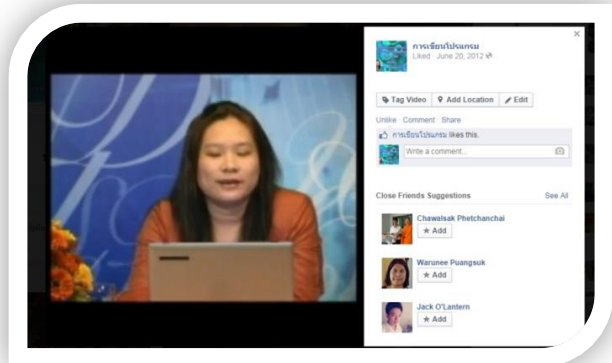 การเขียนโปรแกรม
Liked · June 20, 2012
Tag Video
Add Location
Edit
Unlike · Comment · Share
การเขียนโปรแกรม likes this.
Write a comment...
Close Friends Suggestions
See All
Chawalsak Phetchanchai
Add
Warunee Puangsuk
Add
Jack O'Lantern
Add